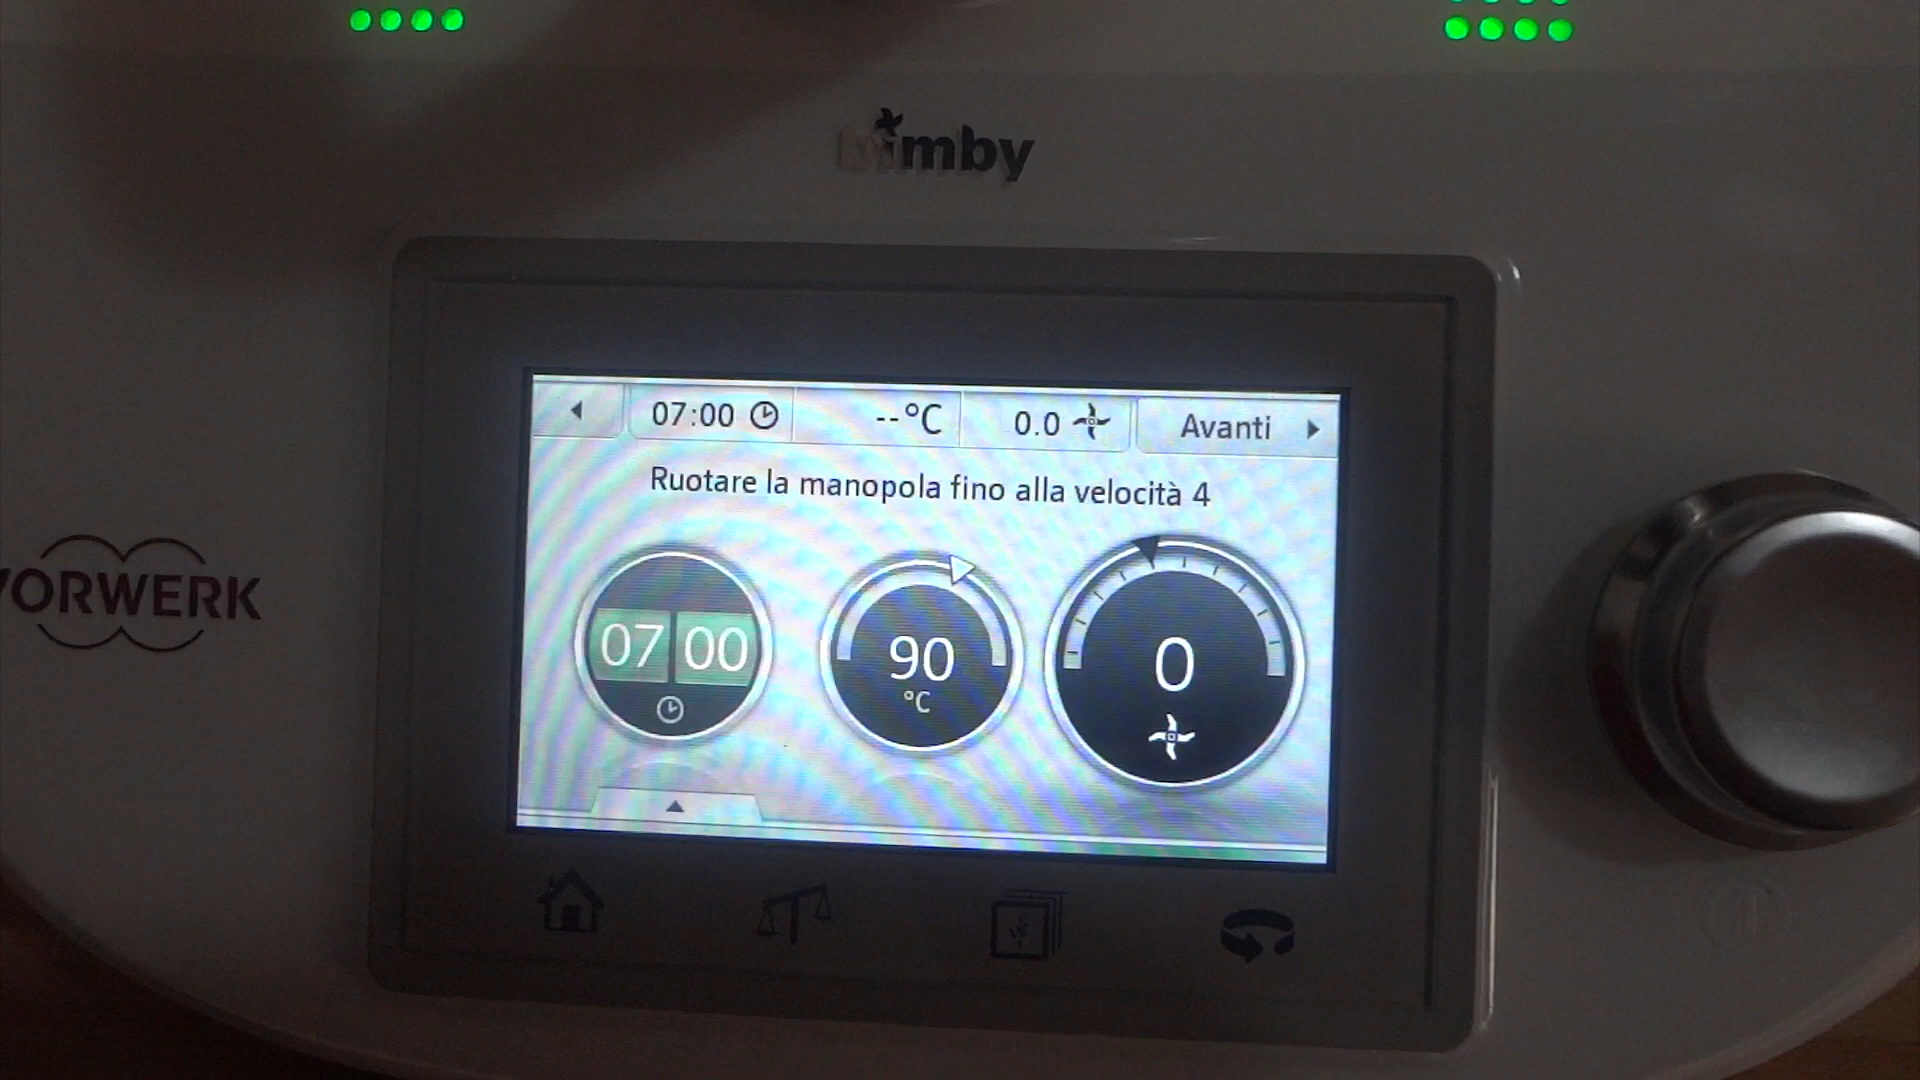 bimby
07:00 --°C 0.0 Avanti
Ruotare la manopola fino alla velocità 4
07 00 90 °C 0
VORWERK